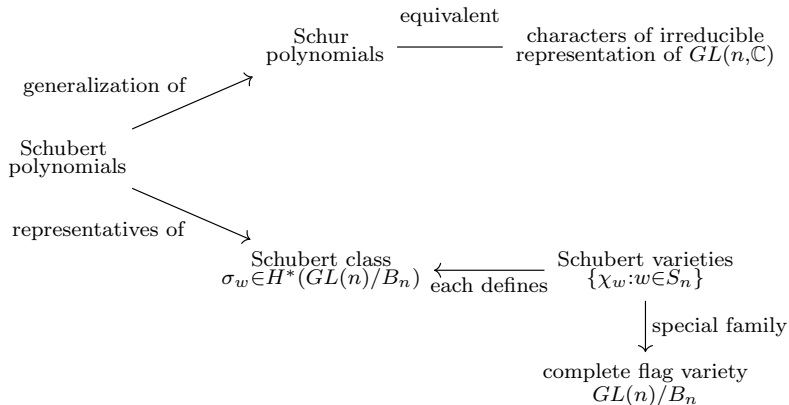 equivalent
Schur
polynomials
characters of irreducible
representation of GL(n,ℂ)
generalization of
Schubert
polynomials
representatives of
Schubert class
σ_w∈H*(GL(n)/B_n)
each defines
Schubert varieties
{χ_w:w∈S_n}
special family
complete flag variety
GL(n)/B_n